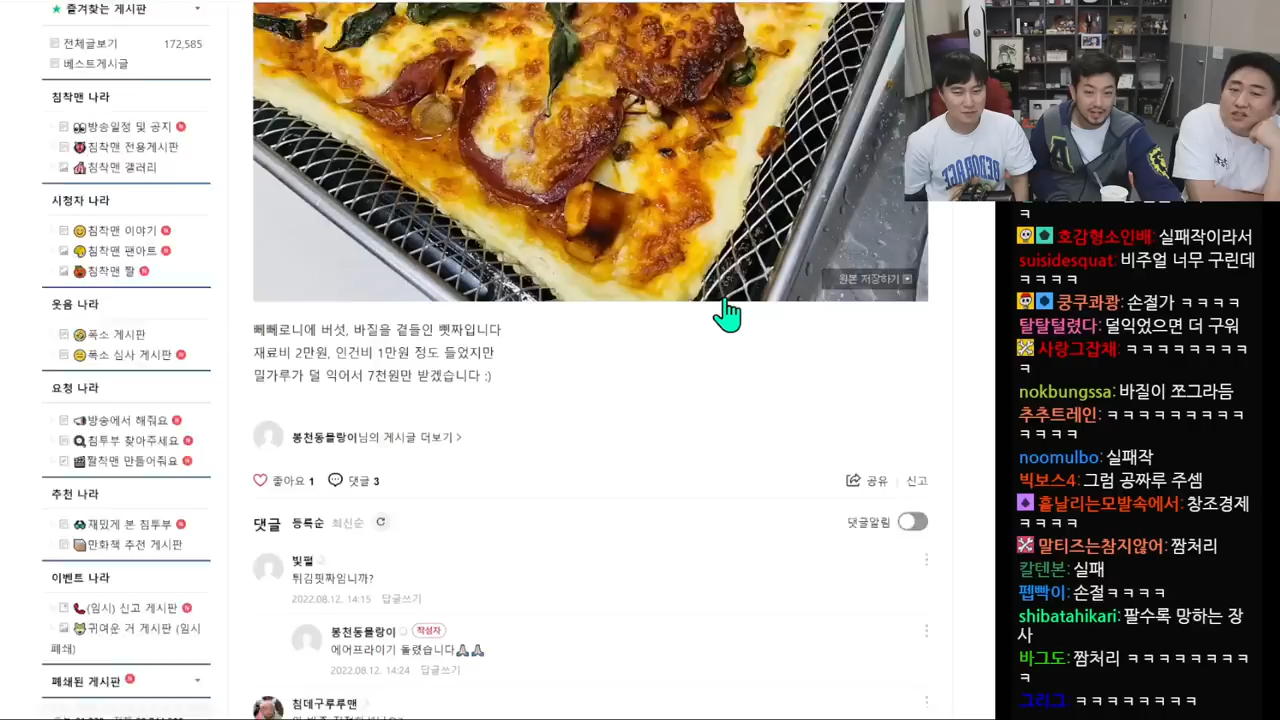 즐겨찾는 게시판
전체글보기 172,585
베스트게시글
침착맨 나라
방송일정 및 공지
침착맨 전용게시판
침착맨 갤러리
시청자 나라
침착맨 이야기
침착맨 팬아트
침착맨 짤
웃음 나라
폭소 게시판
폭소 심사 게시판
요청 나라
방송에서 해줘요
침투부 찾아주세요
짤착맨 만들어줘요
추천 나라
재밌게 본 침투부
만화책 추천 게시판
이벤트 나라
(임시) 신고 게시판
귀여운 거 게시판 (임시
폐쇄)
폐쇄된 게시판
원본 저장하기
뻬뻬로니에 버섯, 바질을 곁들인 삣짜입니다
재료비 2만원, 인건비 1만원 정도 들었지만
밀가루가 덜 익어서 7천원만 받겠습니다 :)
봉천동물랑이님의 게시글 더보기 >
좋아요 1 댓글 3
공유 신고
댓글 등록순 최신순
댓글알림
빛펄
튀김핏짜입니까?
2022.08.12. 14:15 답글쓰기
봉천동물랑이 작성자
에어프라이기 돌렸습니다🙏🙏
2022.08.12. 14:24 답글쓰기
침데구루루맨
ㅋ
호감형소인배: 실패작이라서
suisidesquat: 비주얼 너무 구린데
ㅋㅋㅋㅋ
쿵쿠콰쾅: 손절가 ㅋㅋㅋㅋ
탈탈털렸다: 덜익었으면 더 구워
사랑그잡채: ㅋㅋㅋㅋㅋㅋㅋㅋ
ㅋ
nokbungssa: 바질이 쪼그라듬
추추트레인: ㅋㅋㅋㅋㅋㅋㅋㅋㅋ
ㅋㅋㅋㅋ
noomulbo: 실패작
빅보스4: 그럼 공짜루 주셈
흩날리는모발속에서: 창조경제
ㅋㅋㅋㅋ
말티즈는참지않어: 짬처리
칼텐본: 실패
펩빡이: 손절ㅋㅋㅋㅋ
shibatahikari: 팔수록 망하는 장
사
바그도: 짬처리 ㅋㅋㅋㅋㅋㅋㅋㅋ
ㅋ
그리그: ㅋㅋㅋㅋㅋㅋㅋㅋ